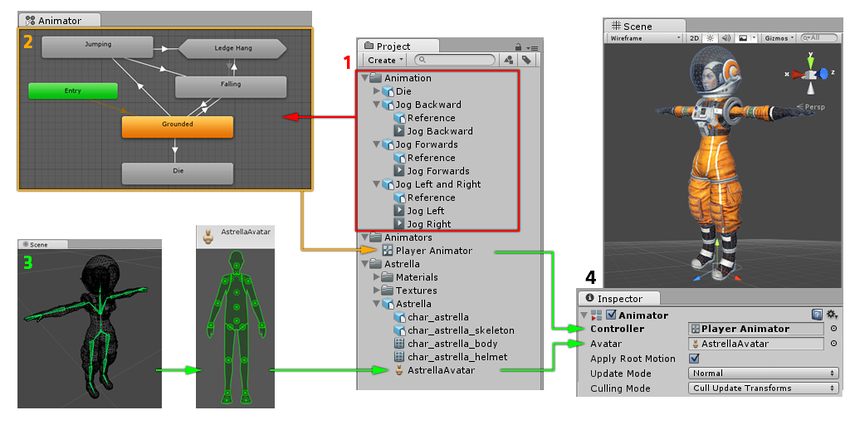 Animator
2
Jumping
Ledge Hang
Falling
Entry
Grounded
Die
1
Project
Create
Animation
Die
Jog Backward
Reference
Jog Backward
Jog Forwards
Reference
Jog Forwards
Jog Left and Right
Reference
Jog Left
Jog Right
Animators
Player Animator
Astrella
Materials
Textures
Astrella
char_astrella
char_astrella_skeleton
char_astrella_body
char_astrella_helmet
AstrellaAvatar
Scene
3
AstrellaAvatar
Scene
Wireframe
2D
Gizmos
All
y
x
z
Persp
4
Inspector
Animator
Controller
Player Animator
Avatar
AstrellaAvatar
Apply Root Motion
Update Mode
Normal
Culling Mode
Cull Update Transforms